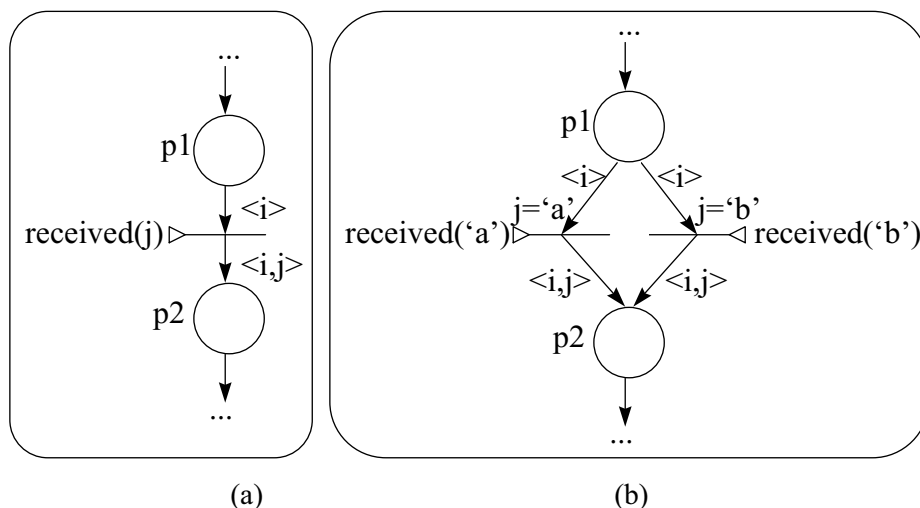 ...
p1
<i>
received(j)
<i,j>
p2
...
(a)
...
p1
<i> <i>
j=‘a’ j=‘b’
received(‘a’) received(‘b’)
<i,j> <i,j>
p2
...
(b)